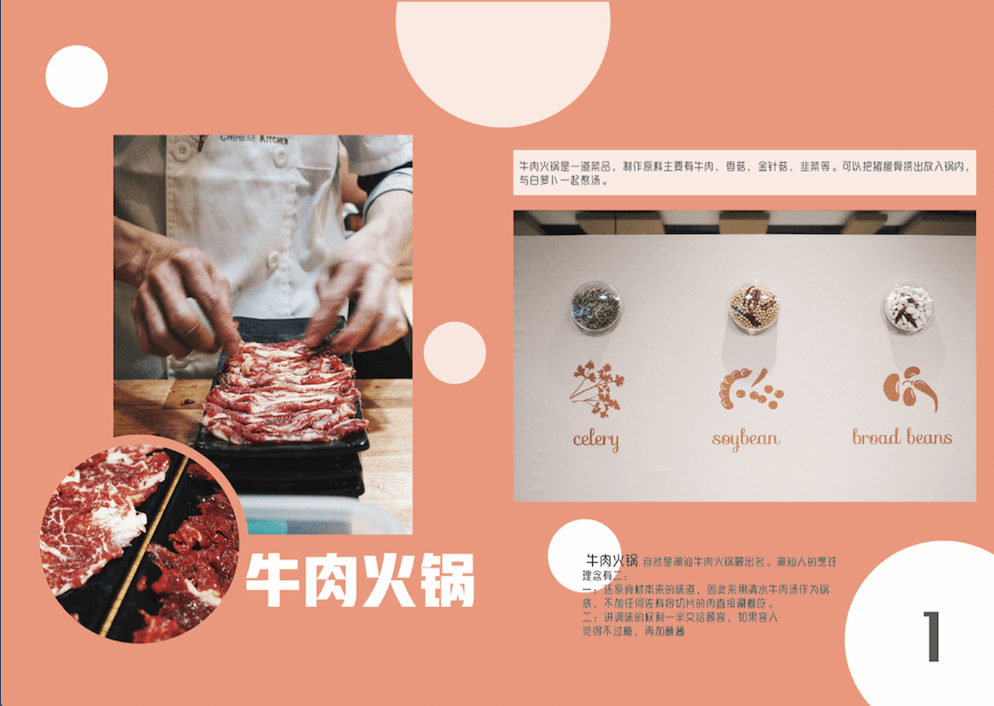 CHINESE KITCHEN
牛肉火锅是一道菜品，制作原料主要有牛肉、香菇、金针菇、韭菜等。可以把猪腿骨捞出放入锅内，
与白萝卜一起熬汤。
celery
soybean
broad beans
牛肉火锅
牛肉火锅 自然是潮汕牛肉火锅最出名。潮汕人的烹饪
理念有二：
一：还原食材本来的味道，因此采用清水牛肉汤作为锅
底，不加任何佐料将切片的肉直接涮着吃。
二：讲调味的权利一半交给顾客，如果客人
觉得不过瘾，再加蘸酱
1